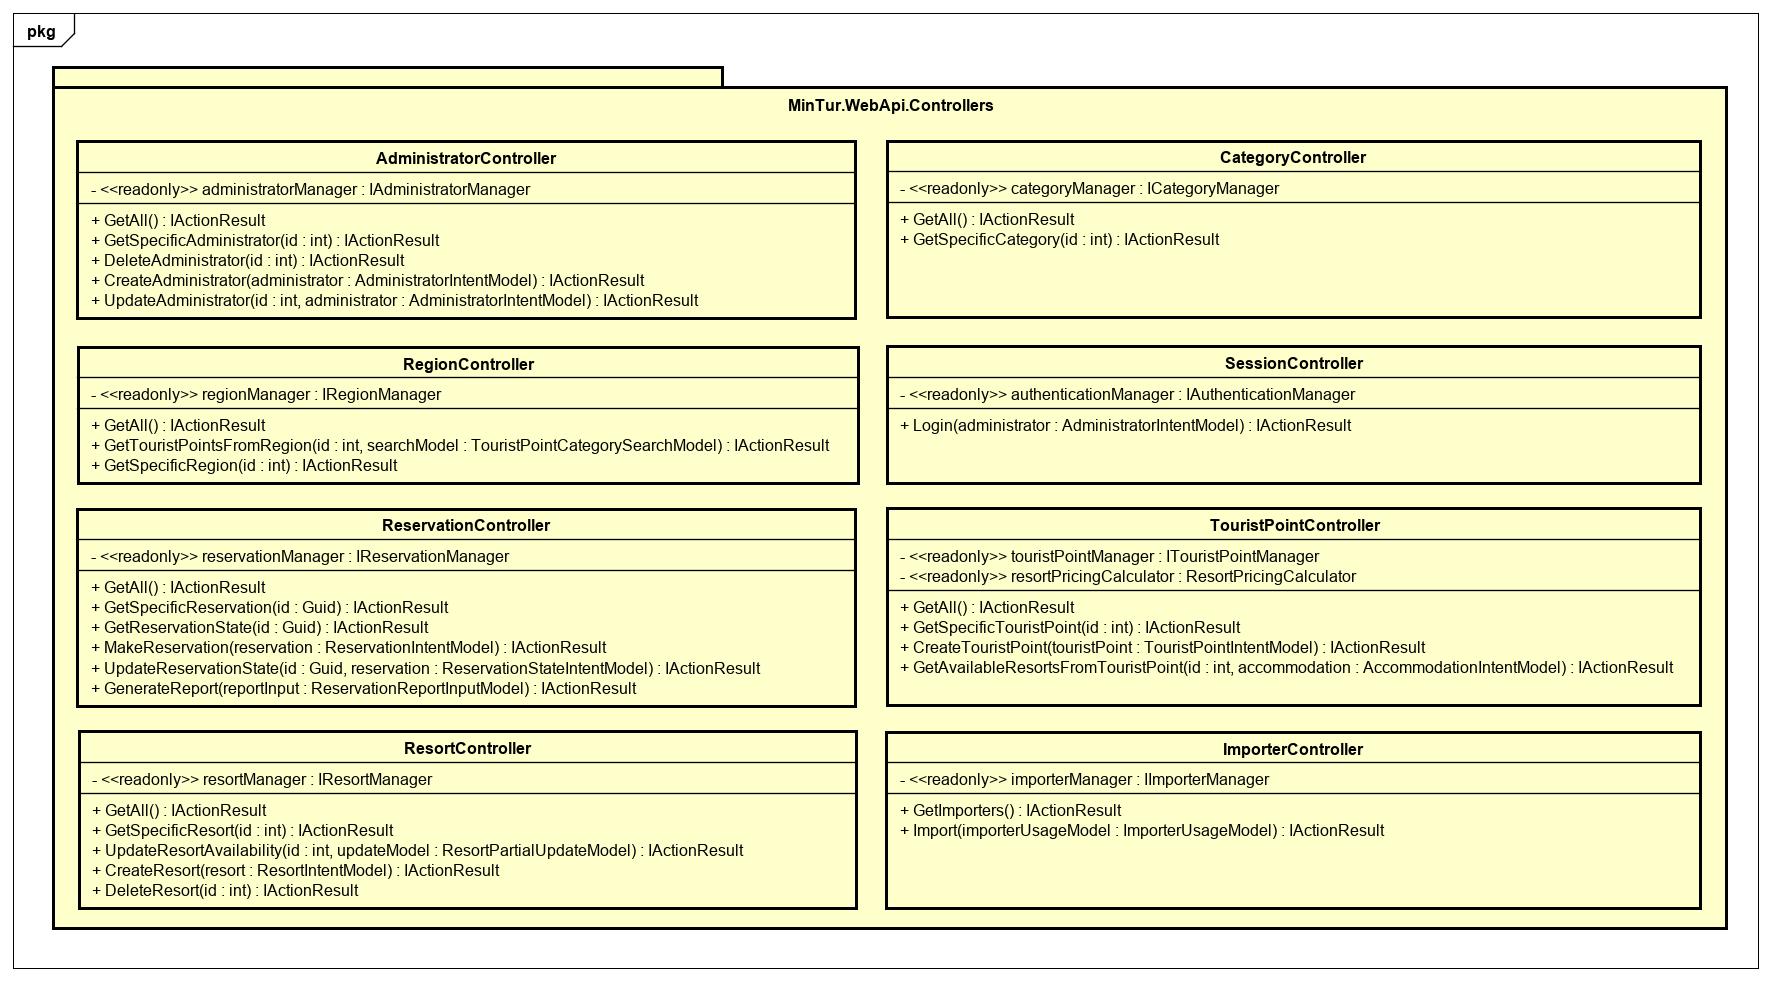 pkg
MinTur.WebApi.Controllers
AdministratorController
- <<readonly>> administratorManager : IAdministratorManager
+ GetAll() : IActionResult
+ GetSpecificAdministrator(id : int) : IActionResult
+ DeleteAdministrator(id : int) : IActionResult
+ CreateAdministrator(administrator : AdministratorIntentModel) : IActionResult
+ UpdateAdministrator(id : int, administrator : AdministratorIntentModel) : IActionResult
CategoryController
- <<readonly>> categoryManager : ICategoryManager
+ GetAll() : IActionResult
+ GetSpecificCategory(id : int) : IActionResult
RegionController
- <<readonly>> regionManager : IRegionManager
+ GetAll() : IActionResult
+ GetTouristPointsFromRegion(id : int, searchModel : TouristPointCategorySearchModel) : IActionResult
+ GetSpecificRegion(id : int) : IActionResult
SessionController
- <<readonly>> authenticationManager : IAuthenticationManager
+ Login(administrator : AdministratorIntentModel) : IActionResult
ReservationController
- <<readonly>> reservationManager : IReservationManager
+ GetAll() : IActionResult
+ GetSpecificReservation(id : Guid) : IActionResult
+ GetReservationState(id : Guid) : IActionResult
+ MakeReservation(reservation : ReservationIntentModel) : IActionResult
+ UpdateReservationState(id : Guid, reservation : ReservationStateIntentModel) : IActionResult
+ GenerateReport(reportInput : ReservationReportInputModel) : IActionResult
TouristPointController
- <<readonly>> touristPointManager : ITouristPointManager
- <<readonly>> resortPricingCalculator : ResortPricingCalculator
+ GetAll() : IActionResult
+ GetSpecificTouristPoint(id : int) : IActionResult
+ CreateTouristPoint(touristPoint : TouristPointIntentModel) : IActionResult
+ GetAvailableResortsFromTouristPoint(id : int, accommodation : AccommodationIntentModel) : IActionResult
ResortController
- <<readonly>> resortManager : IResortManager
+ GetAll() : IActionResult
+ GetSpecificResort(id : int) : IActionResult
+ UpdateResortAvailability(id : int, updateModel : ResortPartialUpdateModel) : IActionResult
+ CreateResort(resort : ResortIntentModel) : IActionResult
+ DeleteResort(id : int) : IActionResult
ImporterController
- <<readonly>> importerManager : IImporterManager
+ GetImporters() : IActionResult
+ Import(importerUsageModel : ImporterUsageModel) : IActionResult